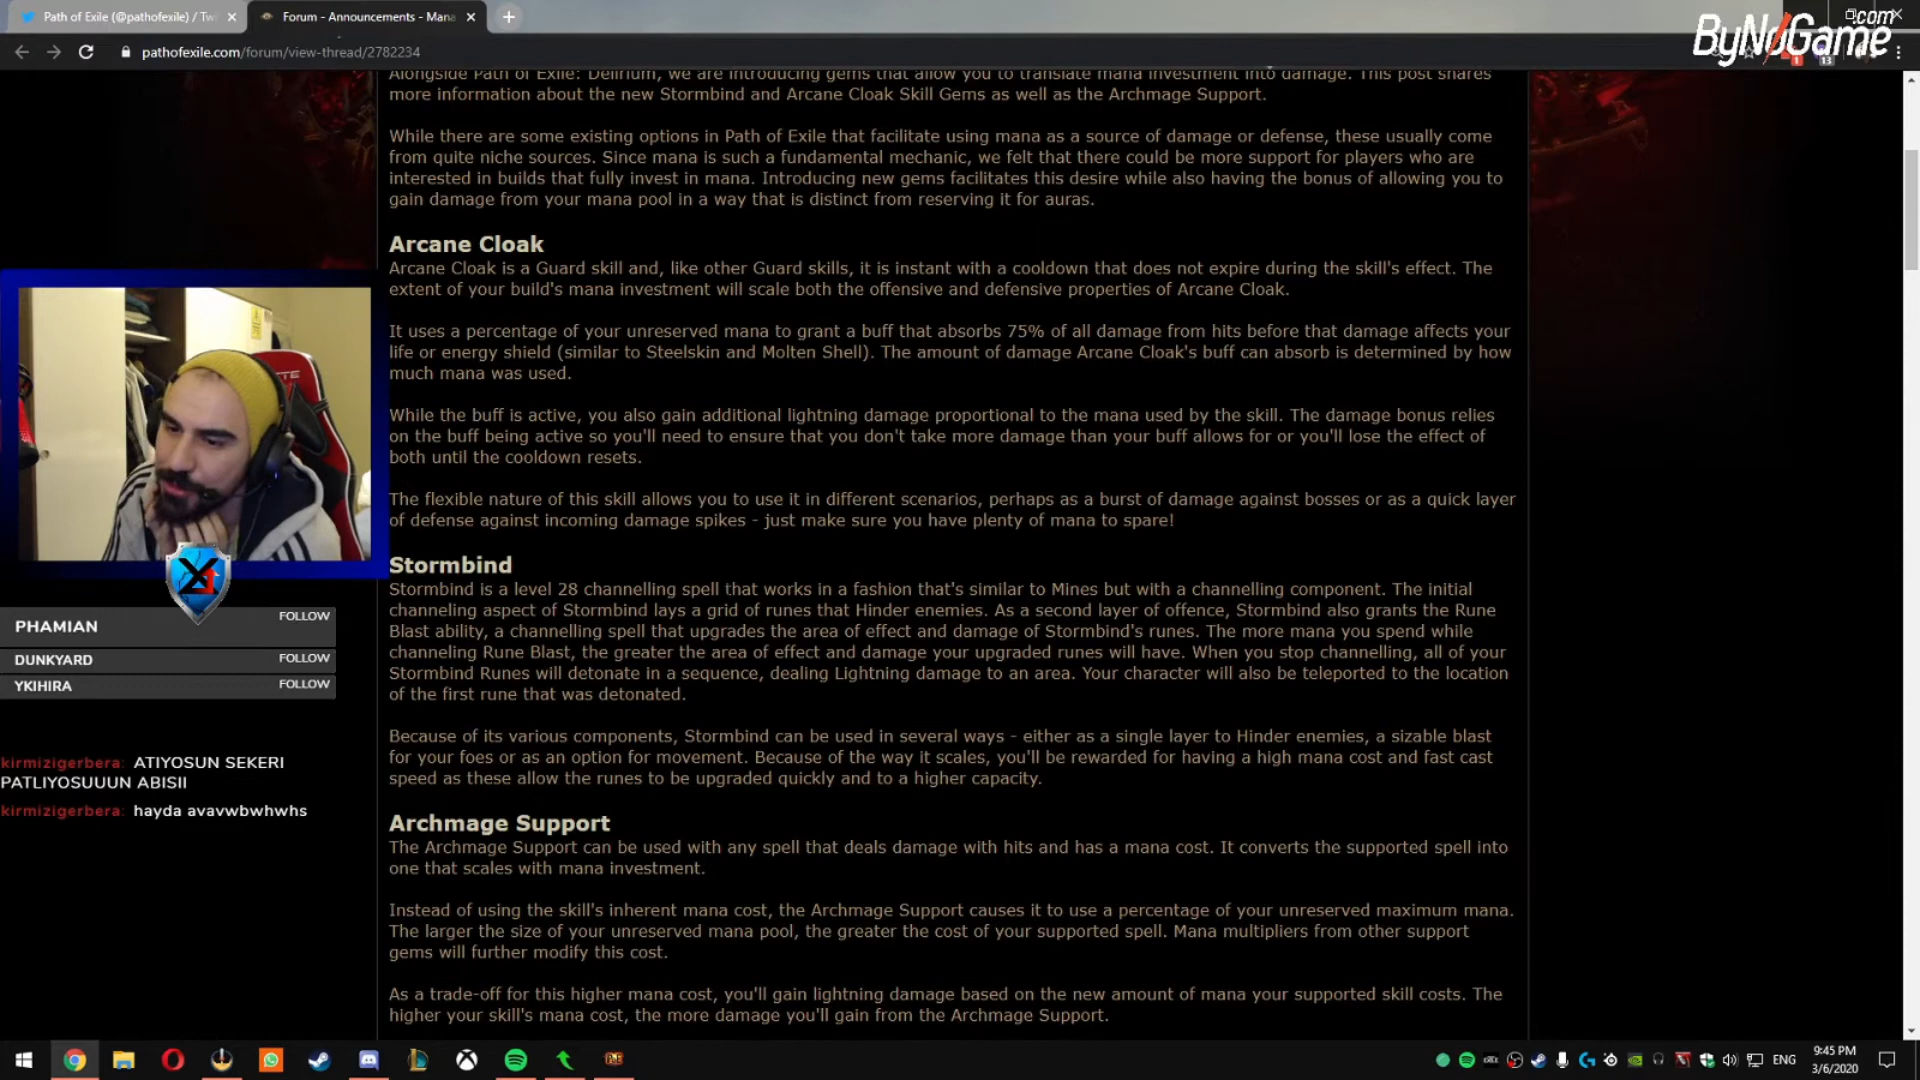 Path of Exile (@pathofexile) / Twi
Forum - Announcements - Mana
ByNoGame.com
pathofexile.com/forum/view-thread/2782234
1
13
Alongside Path of Exile: Delirium, we are introducing gems that allow you to translate mana investment into damage. This post shares
more information about the new Stormbind and Arcane Cloak Skill Gems as well as the Archmage Support.
While there are some existing options in Path of Exile that facilitate using mana as a source of damage or defense, these usually come
from quite niche sources. Since mana is such a fundamental mechanic, we felt that there could be more support for players who are
interested in builds that fully invest in mana. Introducing new gems facilitates this desire while also having the bonus of allowing you to
gain damage from your mana pool in a way that is distinct from reserving it for auras.
Arcane Cloak
Arcane Cloak is a Guard skill and, like other Guard skills, it is instant with a cooldown that does not expire during the skill's effect. The
extent of your build's mana investment will scale both the offensive and defensive properties of Arcane Cloak.
It uses a percentage of your unreserved mana to grant a buff that absorbs 75% of all damage from hits before that damage affects your
life or energy shield (similar to Steelskin and Molten Shell). The amount of damage Arcane Cloak's buff can absorb is determined by how
much mana was used.
While the buff is active, you also gain additional lightning damage proportional to the mana used by the skill. The damage bonus relies
on the buff being active so you'll need to ensure that you don't take more damage than your buff allows for or you'll lose the effect of
both until the cooldown resets.
The flexible nature of this skill allows you to use it in different scenarios, perhaps as a burst of damage against bosses or as a quick layer
of defense against incoming damage spikes - just make sure you have plenty of mana to spare!
Stormbind
Stormbind is a level 28 channelling spell that works in a fashion that's similar to Mines but with a channelling component. The initial
channeling aspect of Stormbind lays a grid of runes that Hinder enemies. As a second layer of offence, Stormbind also grants the Rune
Blast ability, a channelling spell that upgrades the area of effect and damage of Stormbind's runes. The more mana you spend while
channeling Rune Blast, the greater the area of effect and damage your upgraded runes will have. When you stop channelling, all of your
Stormbind Runes will detonate in a sequence, dealing Lightning damage to an area. Your character will also be teleported to the location
of the first rune that was detonated.
Because of its various components, Stormbind can be used in several ways - either as a single layer to Hinder enemies, a sizable blast
for your foes or as an option for movement. Because of the way it scales, you'll be rewarded for having a high mana cost and fast cast
speed as these allow the runes to be upgraded quickly and to a higher capacity.
Archmage Support
The Archmage Support can be used with any spell that deals damage with hits and has a mana cost. It converts the supported spell into
one that scales with mana investment.
Instead of using the skill's inherent mana cost, the Archmage Support causes it to use a percentage of your unreserved maximum mana.
The larger the size of your unreserved mana pool, the greater the cost of your supported spell. Mana multipliers from other support
gems will further modify this cost.
As a trade-off for this higher mana cost, you'll gain lightning damage based on the new amount of mana your supported skill costs. The
higher your skill's mana cost, the more damage you'll gain from the Archmage Support.
PHAMIAN FOLLOW
DUNKYARD FOLLOW
YKIHIRA FOLLOW
kirmizigerbera: ATIYOSUN SEKERI
PATLIYOSUUUN ABISII
kirmizigerbera: hayda avavwbwhwhs
ENG
9:45 PM
3/6/2020